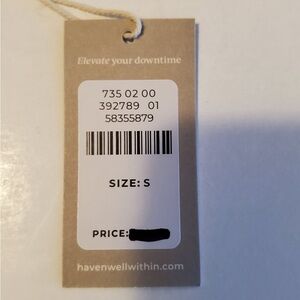 Elevate your downtime
735 02 00
392789 01
58355879
SIZE: S
PRICE:
havenwellwithin.com